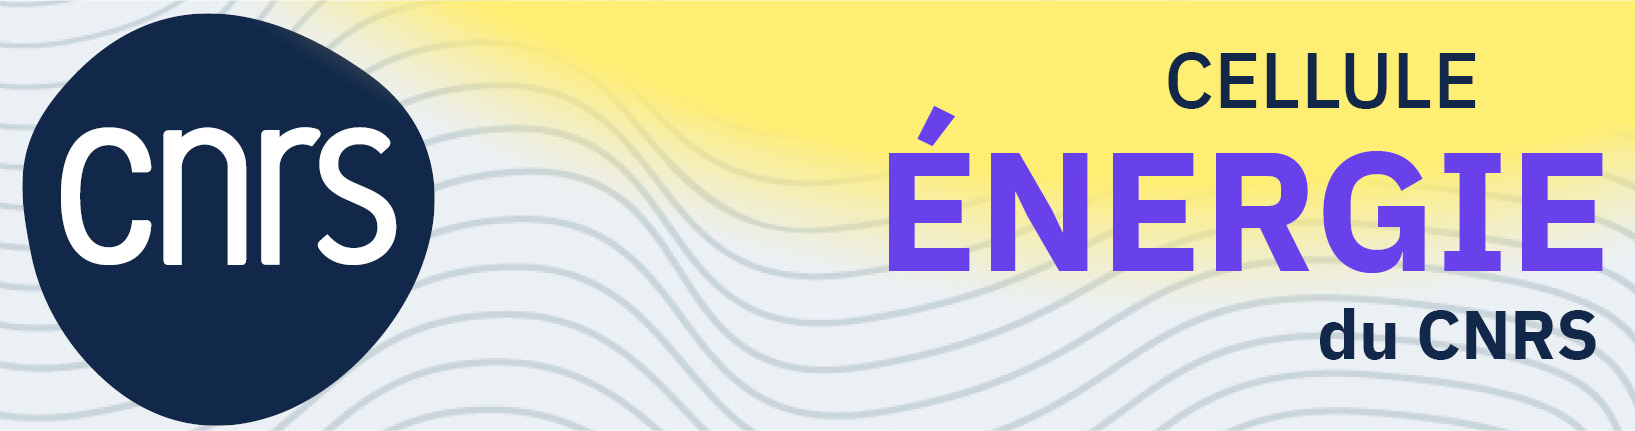 cnrs
CELLULE
ÉNERGIE
du CNRS